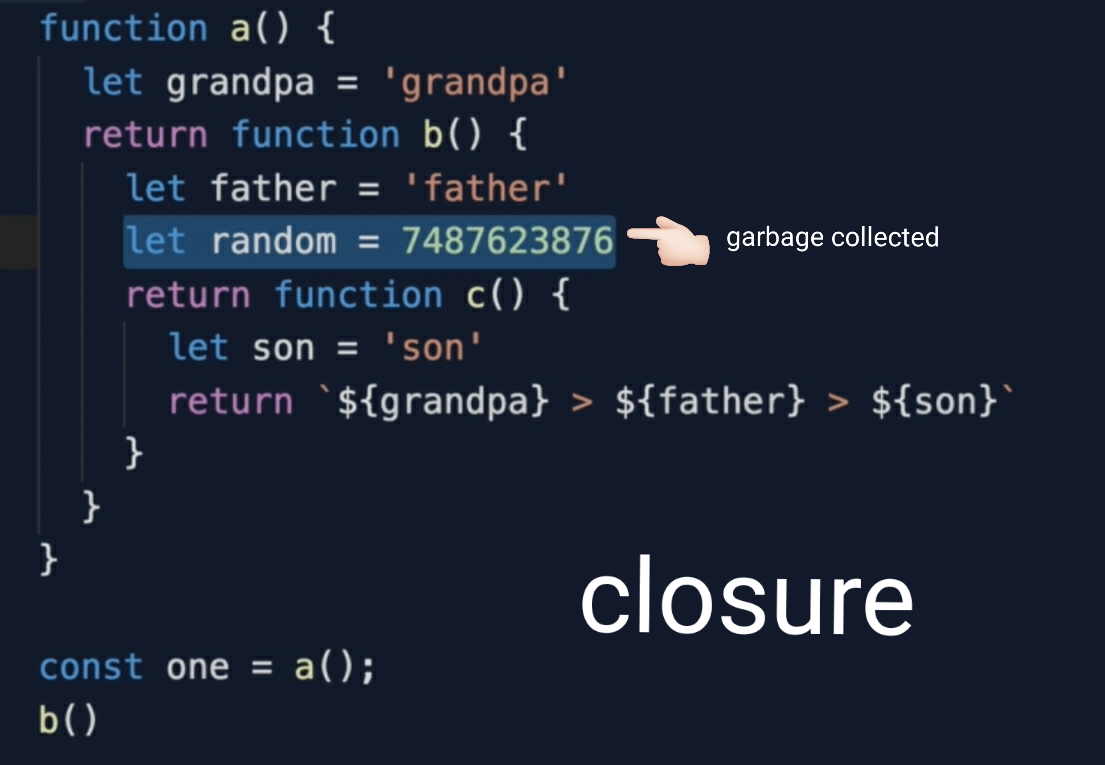 function a() {
let grandpa = 'grandpa'
return function b() {
let father = 'father'
let random = 7487623876 garbage collected
return function c() {
let son = 'son'
return `${grandpa} > ${father} > ${son}`
}
}
}
closure
const one = a();
b()